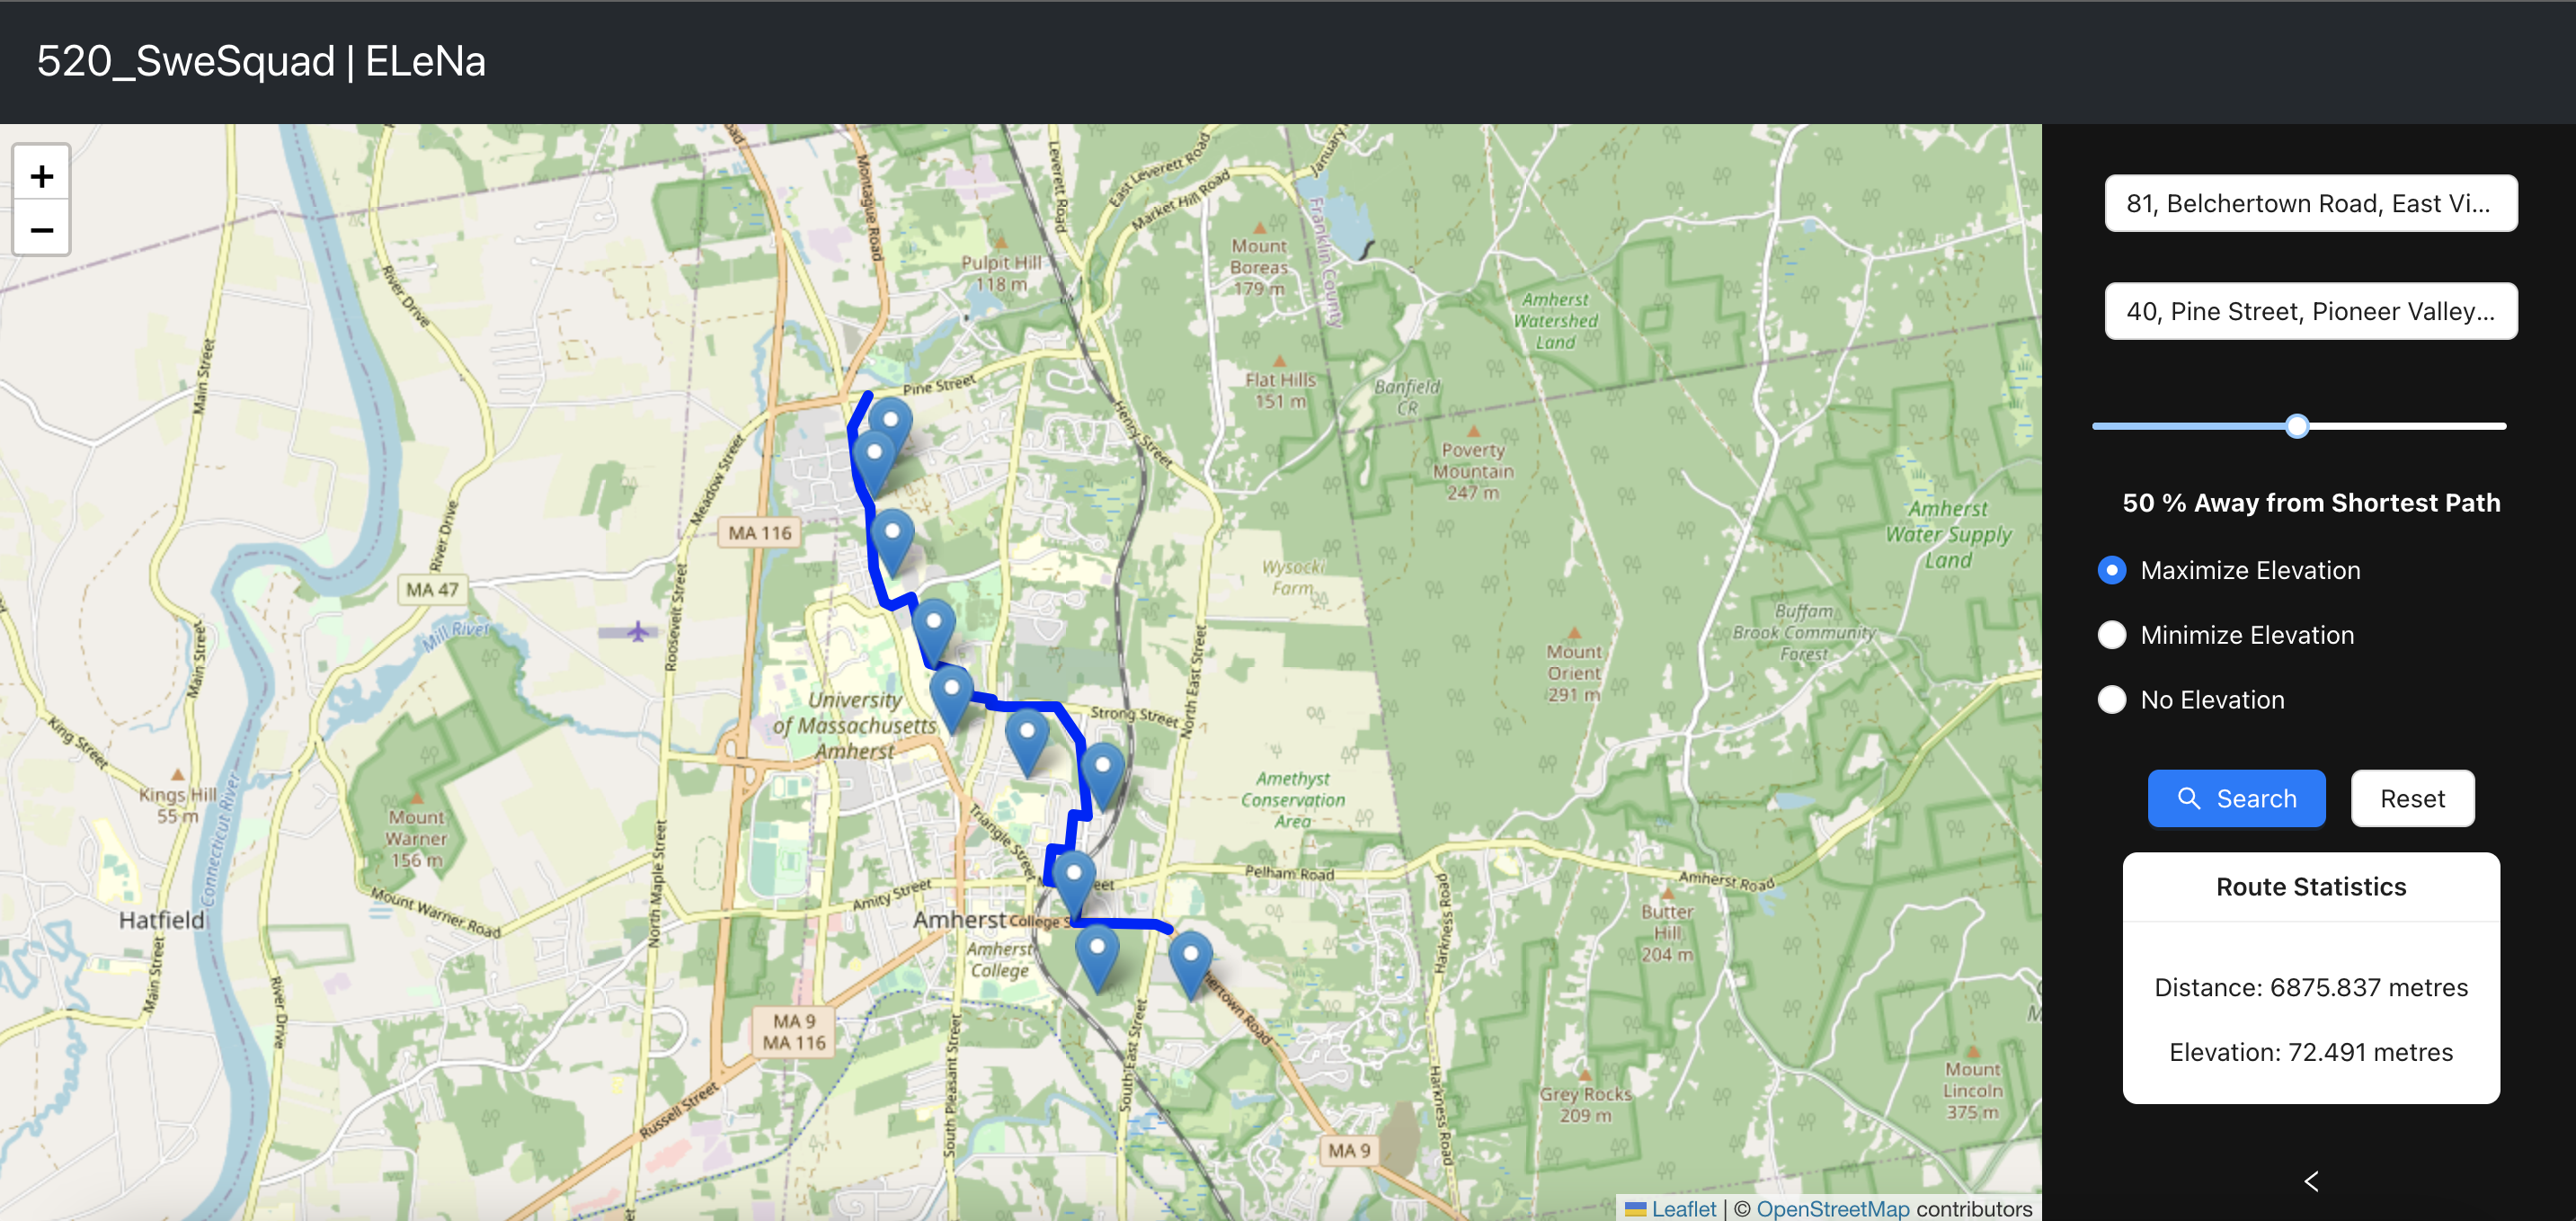 520_SweSquad | ELeNa
+
−
81, Belchertown Road, East Vi...
40, Pine Street, Pioneer Valley...
50 % Away from Shortest Path
Maximize Elevation
Minimize Elevation
No Elevation
Search
Reset
Route Statistics
Distance: 6875.837 metres
Elevation: 72.491 metres
<
Montague Road
Leverett Road
East Leverett Road
Market Hill Road
Franklin County
Pulpit Hill
118 m
Mount
Boreas
179 m
Amherst
Watershed
Land
River Drive
Main Street
Pine Street
Flat Hills
151 m
Banfield
CR
Henry Street
Meadow Street
Poverty
Mountain
247 m
MA 116
River Drive
Amherst
Water Supply
Land
Wysocki
Farm
MA 47
Mill River
Roosevelt Street
Main Street
North East Street
Buffam
Brook Community
Forest
Mount
Orient
291 m
University
of Massachusetts
Amherst
Strong Street
King Street
Kings Hill
55 m
Connecticut River
Mount
Warner
156 m
Amethyst
Conservation
Area
Triangle Street
North Maple Street
Pelham Road
Amherst Road
Amity Street
Mount Warner Road
Hatfield
Amherst
College S
Amherst
College
Harkness Road
Butter
Hill
204 m
Main Street
River Drive
MA 9
MA 116
South Pleasant Street
South East Street
Harkness Road
Grey Rocks
209 m
Mount
Lincoln
375 m
Russell Street
MA 9
Leaflet | © OpenStreetMap contributors